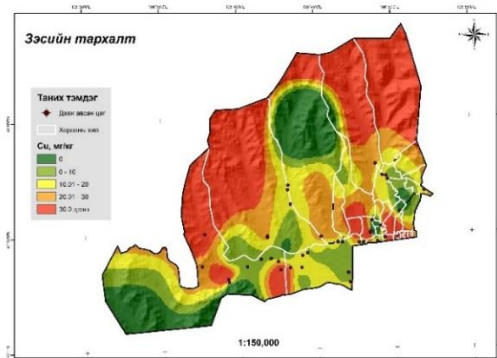 Зэсийн тархалт
Таних тэмдэг
Дээж авсан цэг
Хорооны хил
Cu, мг/кг
0
0 - 10
10.01 - 20
20.01 - 30
30.0 дээш
1:150,000